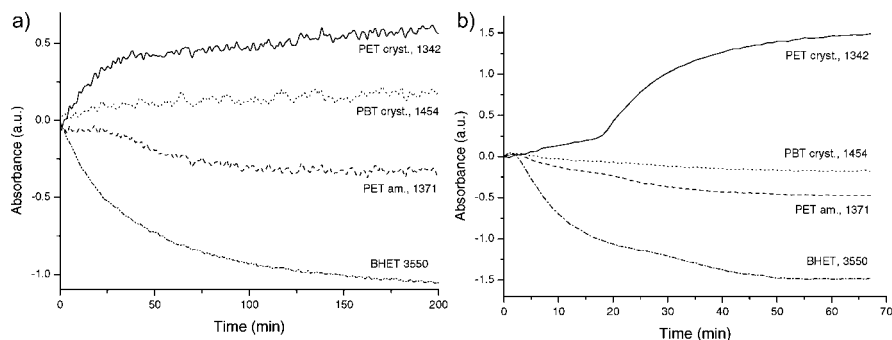 a)
Absorbance (a.u.)
0.5
0.0
-0.5
-1.0
PET cryst., 1342
PBT cryst., 1454
PET am., 1371
BHET 3550
0
50
100
150
200
Time (min)
b)
Absorbance (a.u.)
1.5
1.0
0.5
0.0
-0.5
-1.0
-1.5
PET cryst., 1342
PBT cryst., 1454
PET am., 1371
BHET, 3550
0
10
20
30
40
50
60
70
Time (min)